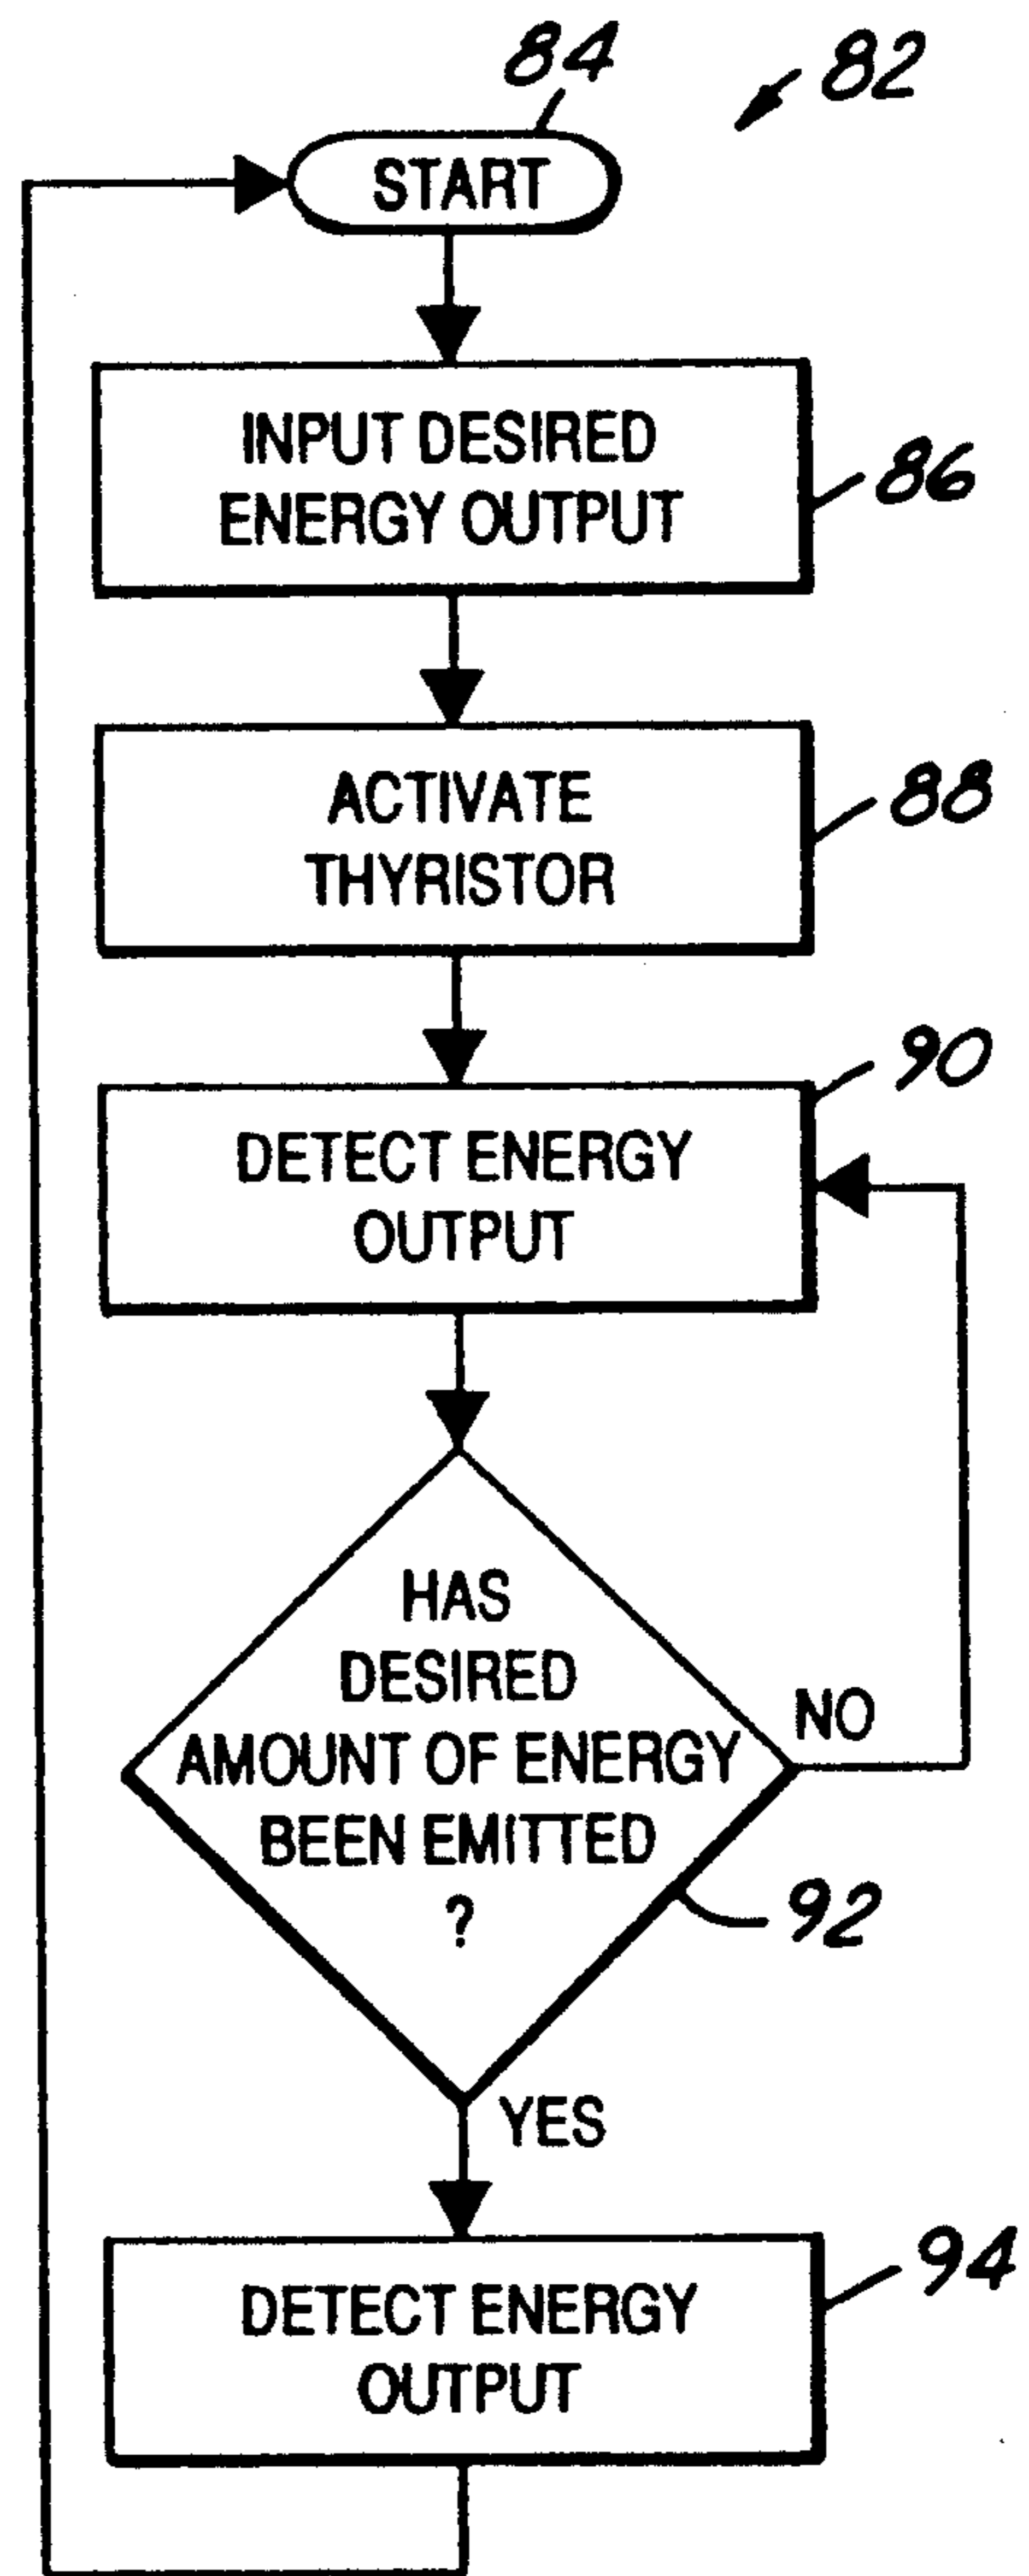 84
82
START
INPUT DESIRED
ENERGY OUTPUT
86
ACTIVATE
THYRISTOR
88
90
DETECT ENERGY
OUTPUT
HAS
DESIRED
AMOUNT OF ENERGY
BEEN EMITTED
?
NO
92
YES
94
DETECT ENERGY
OUTPUT